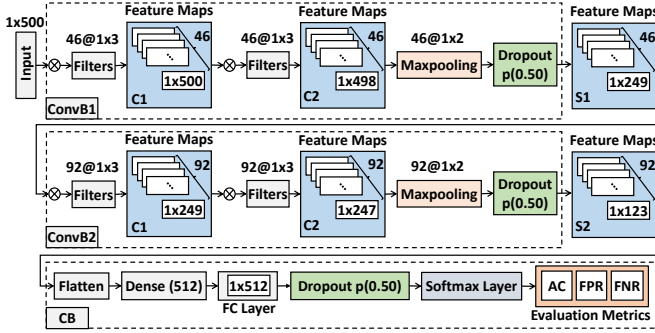 1x500
Input
46@1x3
Filters
Feature Maps
46
1x500
C1
46@1x3
Filters
Feature Maps
46
1x498
C2
46@1x2
Maxpooling
Dropout
p(0.50)
Feature Maps
46
1x249
S1
ConvB1
92@1x3
Filters
Feature Maps
92
1x249
C1
92@1x3
Filters
Feature Maps
92
1x247
C2
92@1x2
Maxpooling
Dropout
p(0.50)
Feature Maps
92
1x123
S2
ConvB2
Flatten
Dense (512)
1x512
FC Layer
Dropout p(0.50)
Softmax Layer
AC
FPR
FNR
Evaluation Metrics
CB